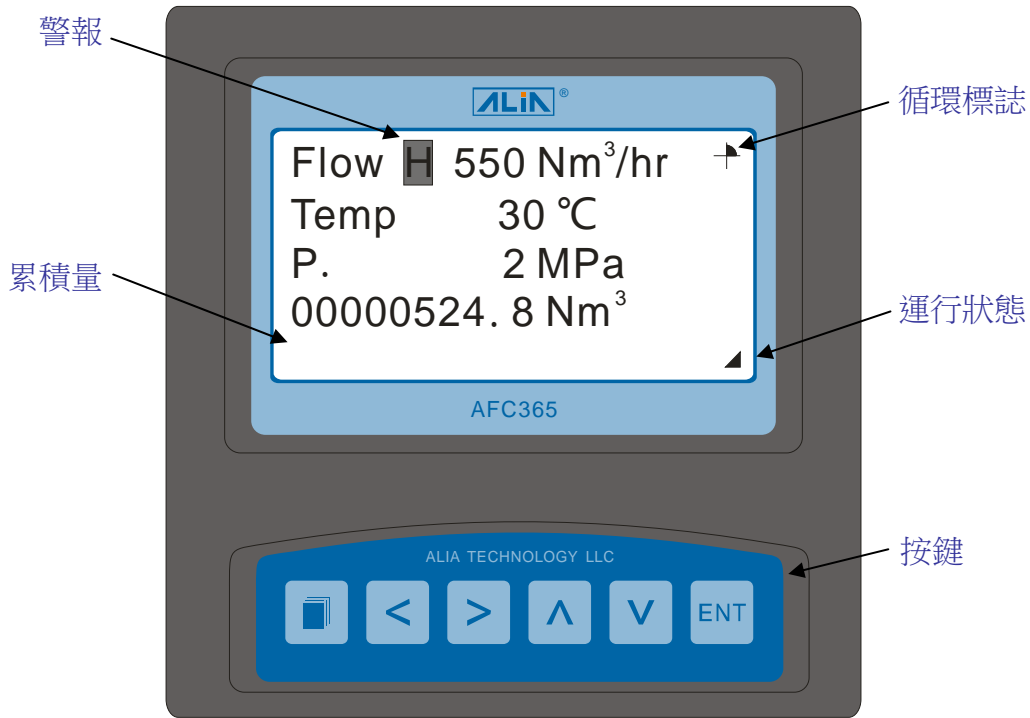 警報
ALiA®
循環標誌
Flow H 550 Nm³/hr
Temp 30 ℃
P. 2 MPa
累積量
00000524. 8 Nm³
運行狀態
AFC365
按鍵
ALIA TECHNOLOGY LLC
< > ∧ ∨ ENT